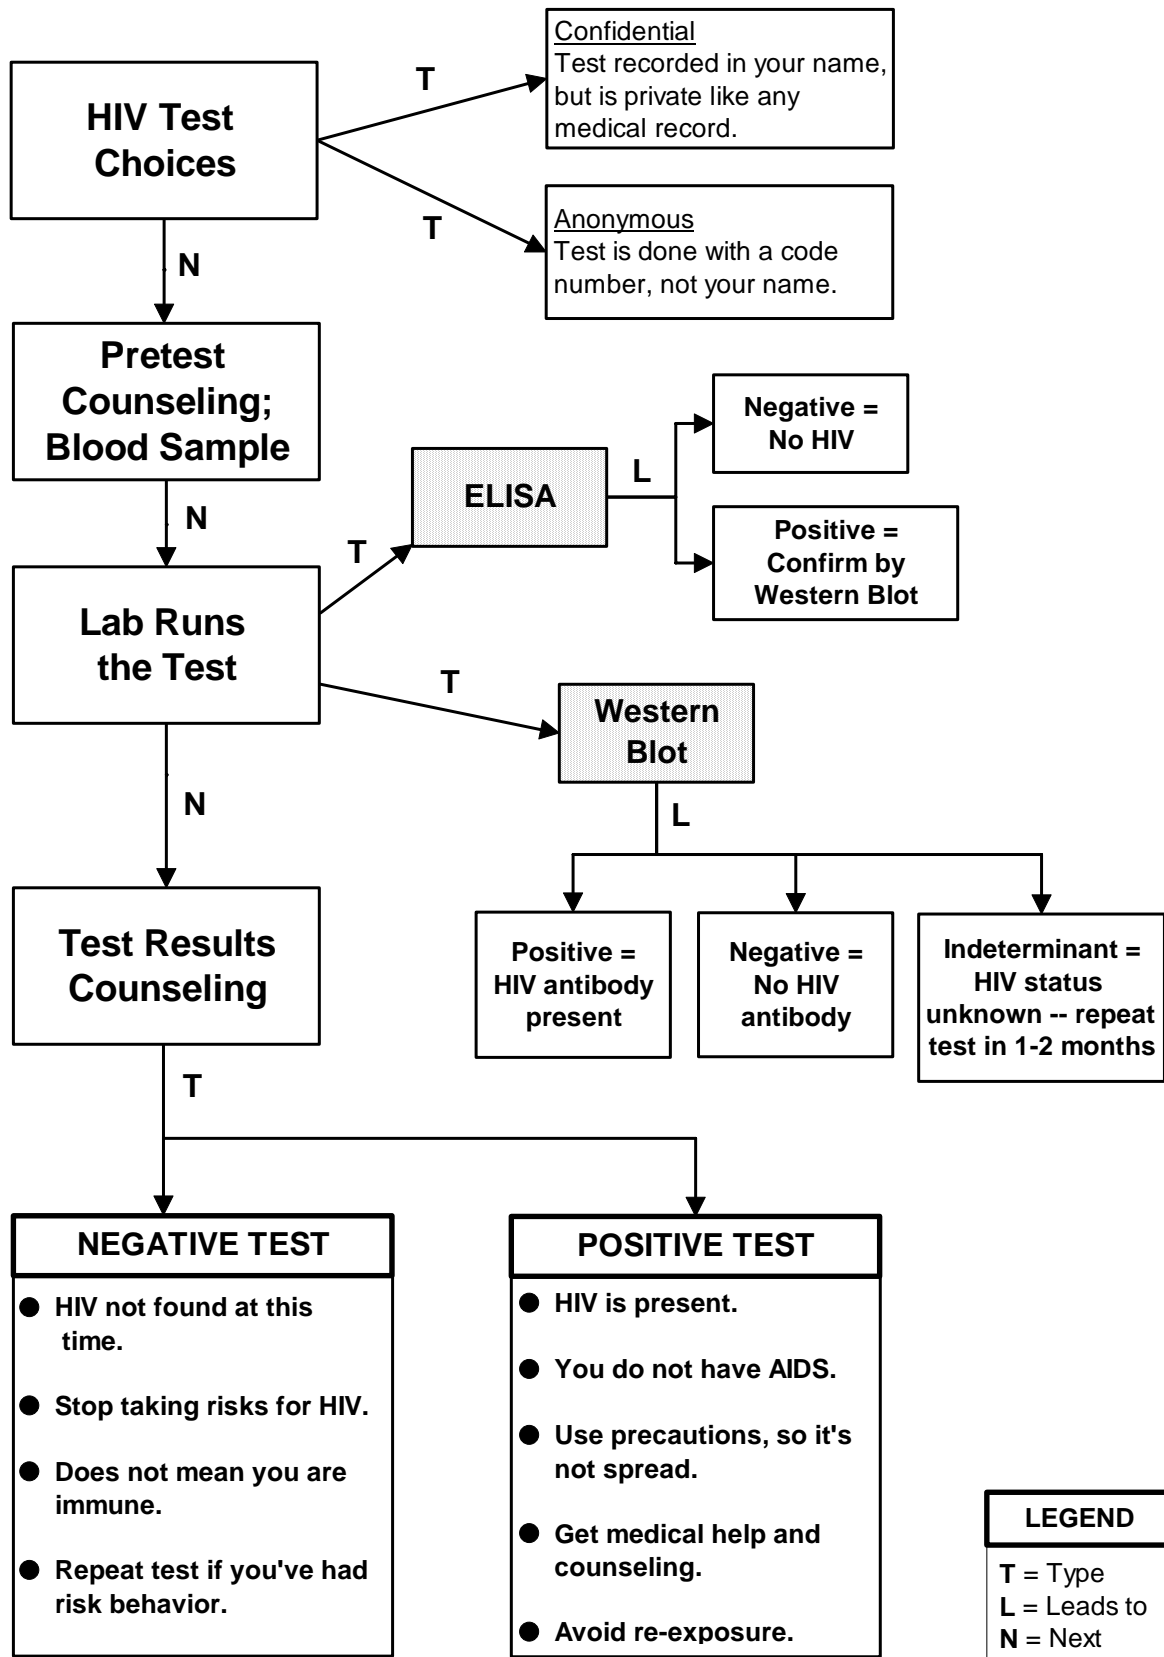 HIV Test
Choices
T
Confidential
Test recorded in your name,
but is private like any
medical record.
T
Anonymous
Test is done with a code
number, not your name.
N
Pretest
Counseling;
Blood Sample
N
T
ELISA
L
Negative =
No HIV
Positive =
Confirm by
Western Blot
Lab Runs
the Test
T
Western
Blot
L
Positive =
HIV antibody
present
Negative =
No HIV
antibody
Indeterminant =
HIV status
unknown -- repeat
test in 1-2 months
N
Test Results
Counseling
T
NEGATIVE TEST
● HIV not found at this
time.
● Stop taking risks for HIV.
● Does not mean you are
immune.
● Repeat test if you've had
risk behavior.
POSITIVE TEST
● HIV is present.
● You do not have AIDS.
● Use precautions, so it's
not spread.
● Get medical help and
counseling.
● Avoid re-exposure.
LEGEND
T = Type
L = Leads to
N = Next